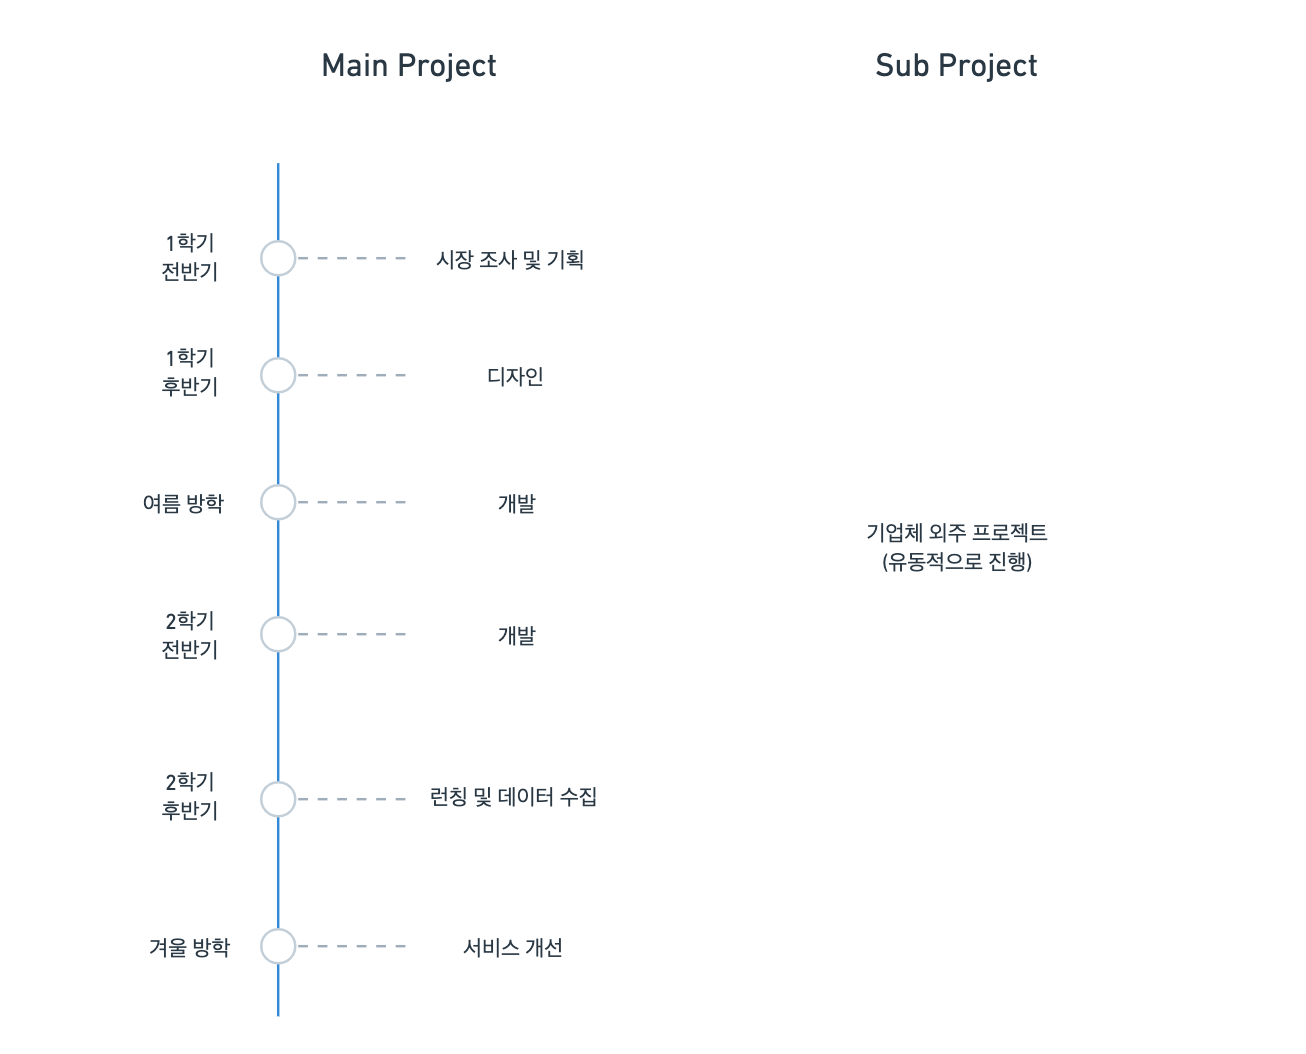 Main Project
Sub Project
1학기
전반기
시장 조사 및 기획
1학기
후반기
디자인
여름 방학
개발
기업체 외주 프로젝트
(유동적으로 진행)
2학기
전반기
개발
2학기
후반기
런칭 및 데이터 수집
겨울 방학
서비스 개선